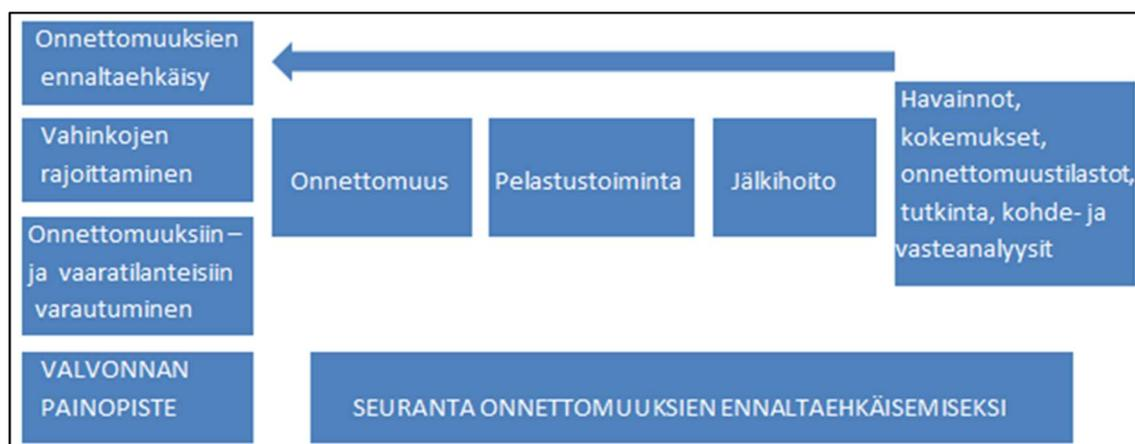 Onnettomuuksien
ennaltaehkäisy
Vahinkojen
rajoittaminen
Onnettomuuksiin –
ja vaaratilanteisiin
varautuminen
VALVONNAN
PAINOPISTE
Onnettomuus
Pelastustoiminta
Jälkihoito
Havainnot,
kokemukset,
onnettomuustilastot,
tutkinta, kohde- ja
vasteanalyysit
SEURANTA ONNETTOMUUKSIEN ENNALTAEHKÄISEMISEKSI